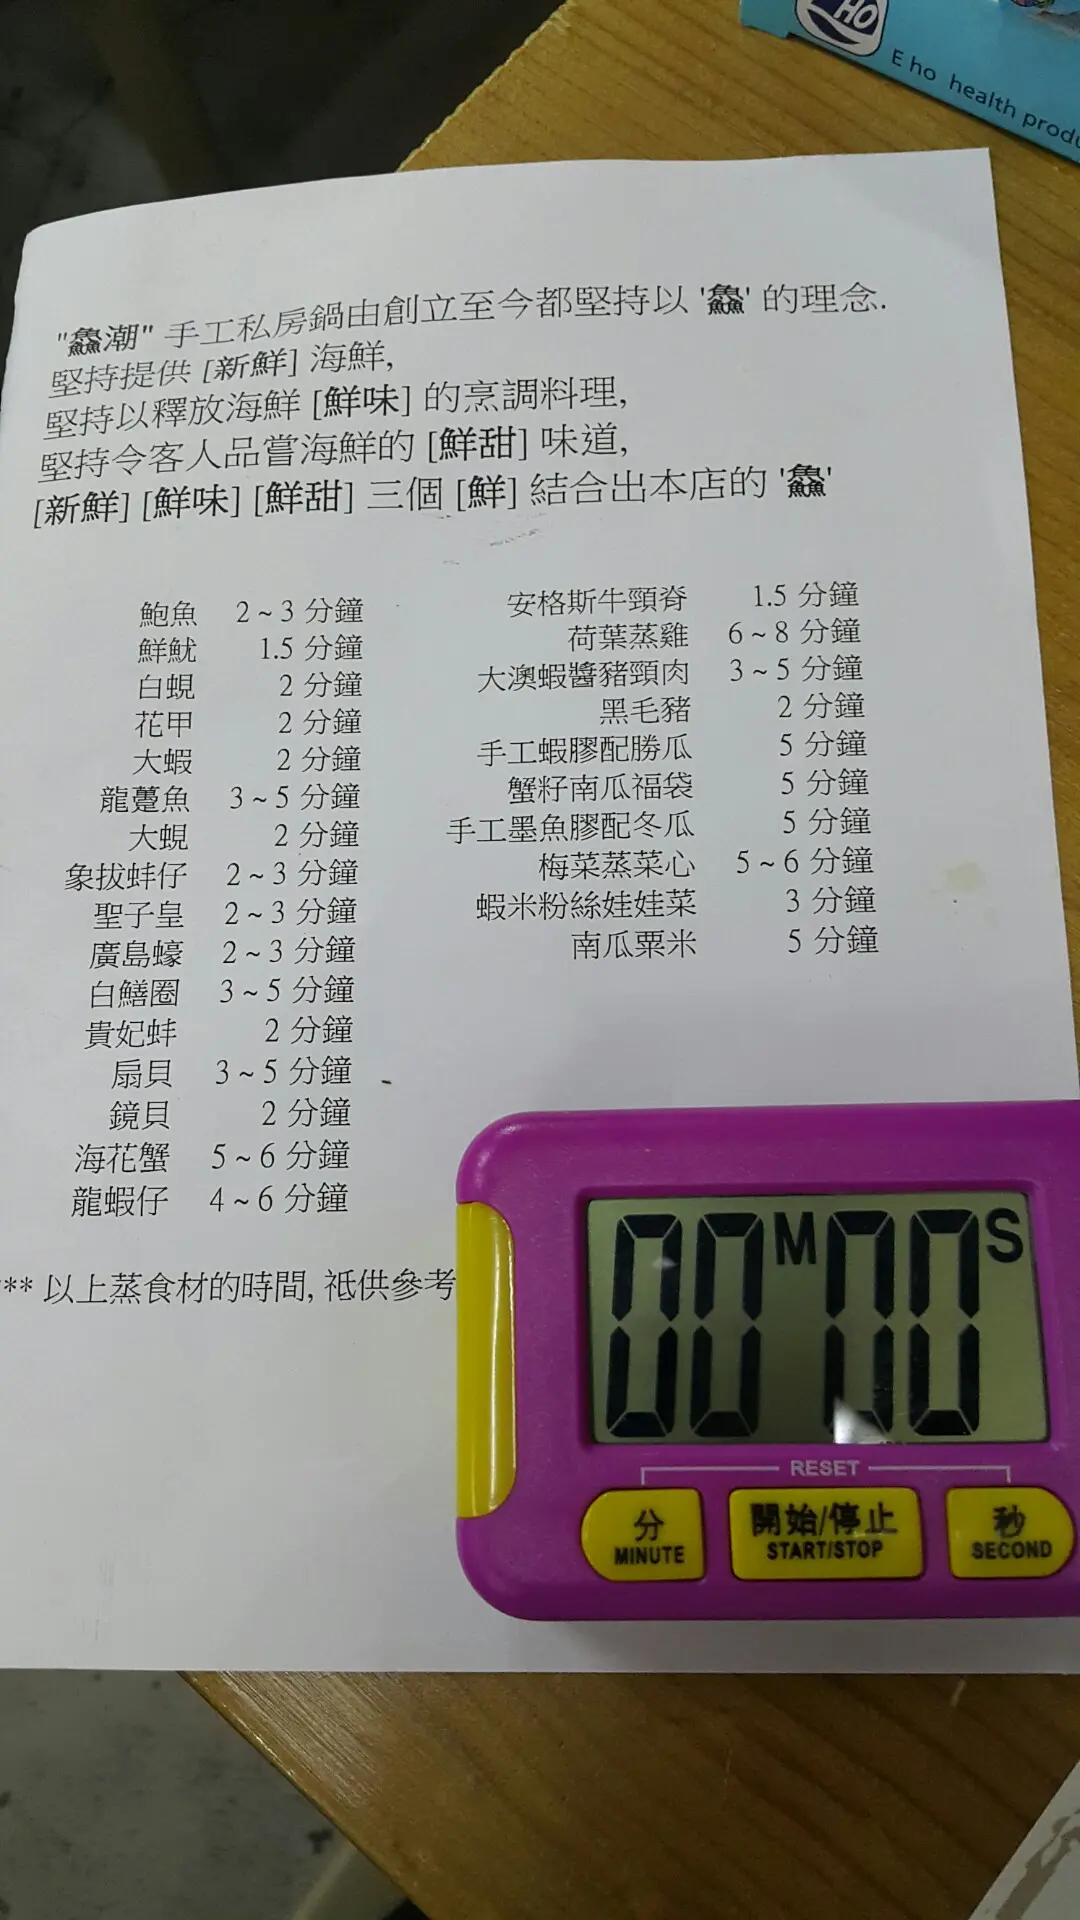 HO
E ho health produ
"鱻潮" 手工私房鍋由創立至今都堅持以 '鱻' 的理念.
堅持提供 [新鮮] 海鮮,
堅持以釋放海鮮 [鮮味] 的烹調料理,
堅持令客人品嘗海鮮的 [鮮甜] 味道,
[新鮮] [鮮味] [鮮甜] 三個 [鮮] 結合出本店的 '鱻'
鮑魚 2 ~ 3 分鐘
鮮魷 1.5 分鐘
白蜆 2 分鐘
花甲 2 分鐘
大蝦 2 分鐘
龍躉魚 3 ~ 5 分鐘
大蜆 2 分鐘
象拔蚌仔 2 ~ 3 分鐘
聖子皇 2 ~ 3 分鐘
廣島蠔 2 ~ 3 分鐘
白鱔圈 3 ~ 5 分鐘
貴妃蚌 2 分鐘
扇貝 3 ~ 5 分鐘
鏡貝 2 分鐘
海花蟹 5 ~ 6 分鐘
龍蝦仔 4 ~ 6 分鐘
安格斯牛頸脊 1.5 分鐘
荷葉蒸雞 6 ~ 8 分鐘
大澳蝦醬豬頸肉 3 ~ 5 分鐘
黑毛豬 2 分鐘
手工蝦膠配勝瓜 5 分鐘
蟹籽南瓜福袋 5 分鐘
手工墨魚膠配冬瓜 5 分鐘
梅菜蒸菜心 5 ~ 6 分鐘
蝦米粉絲娃娃菜 3 分鐘
南瓜粟米 5 分鐘
** 以上蒸食材的時間, 祗供參考
00 M 00 S
RESET
分 開始/停止 秒
MINUTE START/STOP SECOND